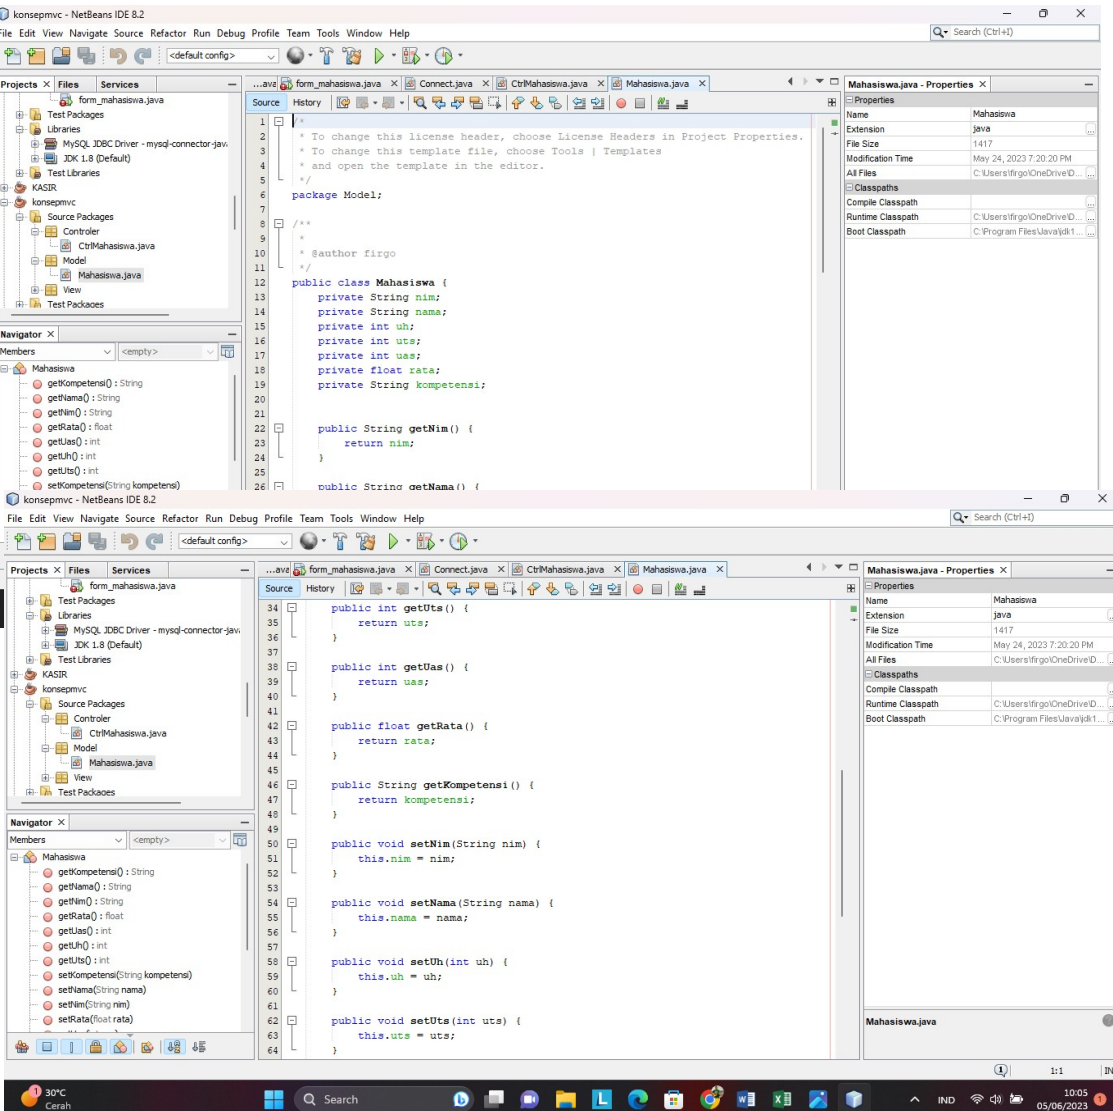 konsepmvc - NetBeans IDE 8.2
File Edit View Navigate Source Refactor Run Debug Profile Team Tools Window Help
Search (Ctrl+I)
<default config>
Projects Files Services
form_mahasiswa.java
Test Packages
Libraries
MySQL JDBC Driver - mysql-connector-java
JDK 1.8 (Default)
Test Libraries
KASIR
konsepmvc
Source Packages
Controler
CtrlMahasiswa.java
Model
Mahasiswa.java
View
Test Packages
Navigator
Members <empty>
Mahasiswa
getKompetensi() : String
getNama() : String
getNim() : String
getRata() : float
getUas() : int
getUh() : int
getUts() : int
setKompetensi(String kompetensi)
...ava form_mahasiswa.java Connect.java CtrlMahasiswa.java Mahasiswa.java
Source History
1 /*
2 * To change this license header, choose License Headers in Project Properties.
3 * To change this template file, choose Tools | Templates
4 * and open the template in the editor.
5 */
6 package Model;
7
8 /**
9 *
10 * @author firgo
11 */
12 public class Mahasiswa {
13 private String nim;
14 private String nama;
15 private int uh;
16 private int uts;
17 private int uas;
18 private float rata;
19 private String kompetensi;
20
21
22 public String getNim() {
23 return nim;
24 }
25
26 public String getNama() {
Mahasiswa.java - Properties
Properties
Name Mahasiswa
Extension java
File Size 1417
Modification Time May 24, 2023 7:20:20 PM
All Files C:\Users\firgo\OneDrive\D...
Classpaths
Compile Classpath
Runtime Classpath C:\Users\firgo\OneDrive\D...
Boot Classpath C:\Program Files\Java\jdk1...
konsepmvc - NetBeans IDE 8.2
File Edit View Navigate Source Refactor Run Debug Profile Team Tools Window Help
Search (Ctrl+I)
<default config>
Projects Files Services
form_mahasiswa.java
Test Packages
Libraries
MySQL JDBC Driver - mysql-connector-java
JDK 1.8 (Default)
Test Libraries
KASIR
konsepmvc
Source Packages
Controler
CtrlMahasiswa.java
Model
Mahasiswa.java
View
Test Packages
Navigator
Members <empty>
Mahasiswa
getKompetensi() : String
getNama() : String
getNim() : String
getRata() : float
getUas() : int
getUh() : int
getUts() : int
setKompetensi(String kompetensi)
setNama(String nama)
setNim(String nim)
setRata(float rata)
...ava form_mahasiswa.java Connect.java CtrlMahasiswa.java Mahasiswa.java
Source History
34 public int getUts() {
35 return uts;
36 }
37
38 public int getUas() {
39 return uas;
40 }
41
42 public float getRata() {
43 return rata;
44 }
45
46 public String getKompetensi() {
47 return kompetensi;
48 }
49
50 public void setNim(String nim) {
51 this.nim = nim;
52 }
53
54 public void setNama(String nama) {
55 this.nama = nama;
56 }
57
58 public void setUh(int uh) {
59 this.uh = uh;
60 }
61
62 public void setUts(int uts) {
63 this.uts = uts;
64 }
Mahasiswa.java - Properties
Properties
Name Mahasiswa
Extension java
File Size 1417
Modification Time May 24, 2023 7:20:20 PM
All Files C:\Users\firgo\OneDrive\D...
Classpaths
Compile Classpath
Runtime Classpath C:\Users\firgo\OneDrive\D...
Boot Classpath C:\Program Files\Java\jdk1...
Mahasiswa.java
1:1
1 30°C
Cerah
Search
IND
10:05
05/06/2023
1